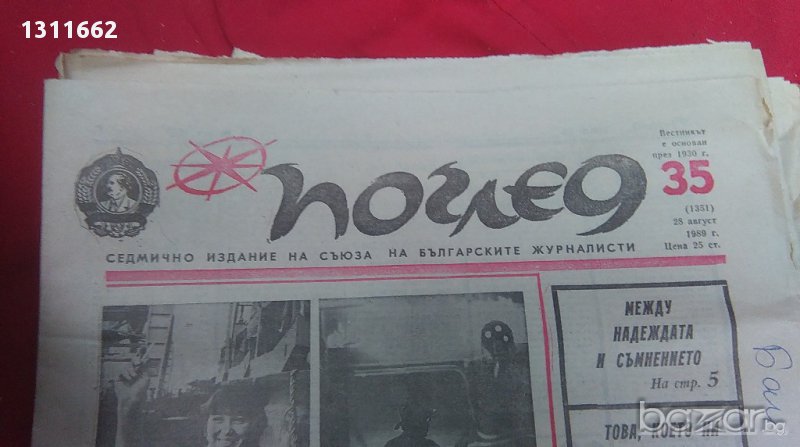 1311662
ПОГЛЕД
Вестникът
е основан
през 1930 г.
35
(1351)
28 август
1989 г.
Цена 25 ст.
СЕДМИЧНО ИЗДАНИЕ НА СЪЮЗА НА БЪЛГАРСКИТЕ ЖУРНАЛИСТИ
МЕЖДУ
НАДЕЖДАТА
И СЪМНЕНИЕТО
На стр. 5
ТОВА, КОЕТО НИ
bazar.bg